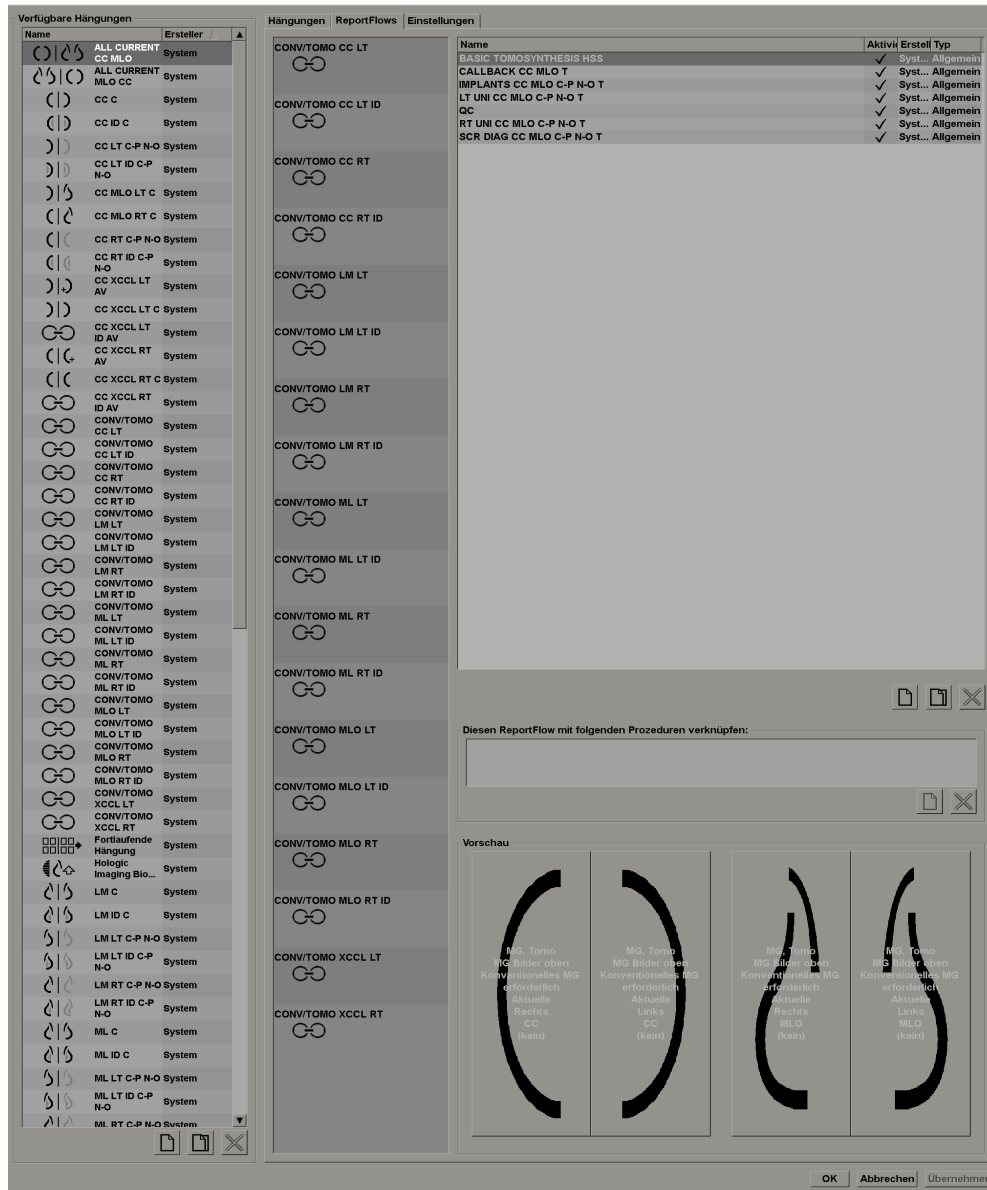 Verfügbare Hängungen
Name Ersteller
ALL CURRENT
CC MLO System
ALL CURRENT
MLO CC System
CC C System
CC ID C System
CC LT C-P N-O System
CC LT ID C-P
N-O System
CC MLO LT C System
CC MLO RT C System
CC RT C-P N-O System
CC RT ID C-P
N-O System
CC XCCL LT
AV System
CC XCCL LT C System
CC XCCL LT
ID AV System
CC XCCL RT
AV System
CC XCCL RT C System
CC XCCL RT
ID AV System
CONV/TOMO
CC LT System
CONV/TOMO
CC LT ID System
CONV/TOMO
CC RT System
CONV/TOMO
CC RT ID System
CONV/TOMO
LM LT System
CONV/TOMO
LM LT ID System
CONV/TOMO
LM RT System
CONV/TOMO
LM RT ID System
CONV/TOMO
ML LT System
CONV/TOMO
ML LT ID System
CONV/TOMO
ML RT System
CONV/TOMO
ML RT ID System
CONV/TOMO
MLO LT System
CONV/TOMO
MLO LT ID System
CONV/TOMO
MLO RT System
CONV/TOMO
MLO RT ID System
CONV/TOMO
XCCL LT System
CONV/TOMO
XCCL RT System
Fortlaufende
Hängung System
Hologic
Imaging Bio... System
LM C System
LM ID C System
LM LT C-P N-O System
LM LT ID C-P
N-O System
LM RT C-P N-O System
LM RT ID C-P
N-O System
ML C System
ML ID C System
ML LT C-P N-O System
ML LT ID C-P
N-O System
ML RT C-P N-O System
Hängungen ReportFlows Einstellungen
CONV/TOMO CC LT
CONV/TOMO CC LT ID
CONV/TOMO CC RT
CONV/TOMO CC RT ID
CONV/TOMO LM LT
CONV/TOMO LM LT ID
CONV/TOMO LM RT
CONV/TOMO LM RT ID
CONV/TOMO ML LT
CONV/TOMO ML LT ID
CONV/TOMO ML RT
CONV/TOMO ML RT ID
CONV/TOMO MLO LT
CONV/TOMO MLO LT ID
CONV/TOMO MLO RT
CONV/TOMO MLO RT ID
CONV/TOMO XCCL LT
CONV/TOMO XCCL RT
Name Aktivie Erstell Typ
BASIC TOMOSYNTHESIS HSS Syst... Allgemein
CALLBACK CC MLO T Syst... Allgemein
IMPLANTS CC MLO C-P N-O T Syst... Allgemein
LT UNI CC MLO C-P N-O T Syst... Allgemein
QC Syst... Allgemein
RT UNI CC MLO C-P N-O T Syst... Allgemein
SCR DIAG CC MLO C-P N-O T Syst... Allgemein
Diesen ReportFlow mit folgenden Prozeduren verknüpfen:
Vorschau
MG, Tomo
MG Bilder oben
Konventionelles MG
erforderlich
Aktuelle
Rechts
CC
(kein)
MG, Tomo
MG Bilder oben
Konventionelles MG
erforderlich
Aktuelle
Links
CC
(kein)
MG, Tomo
MG Bilder oben
Konventionelles MG
erforderlich
Aktuelle
Rechts
MLO
(kein)
MG, Tomo
MG Bilder oben
Konventionelles MG
erforderlich
Aktuelle
Links
MLO
(kein)
OK Abbrechen Übernehme